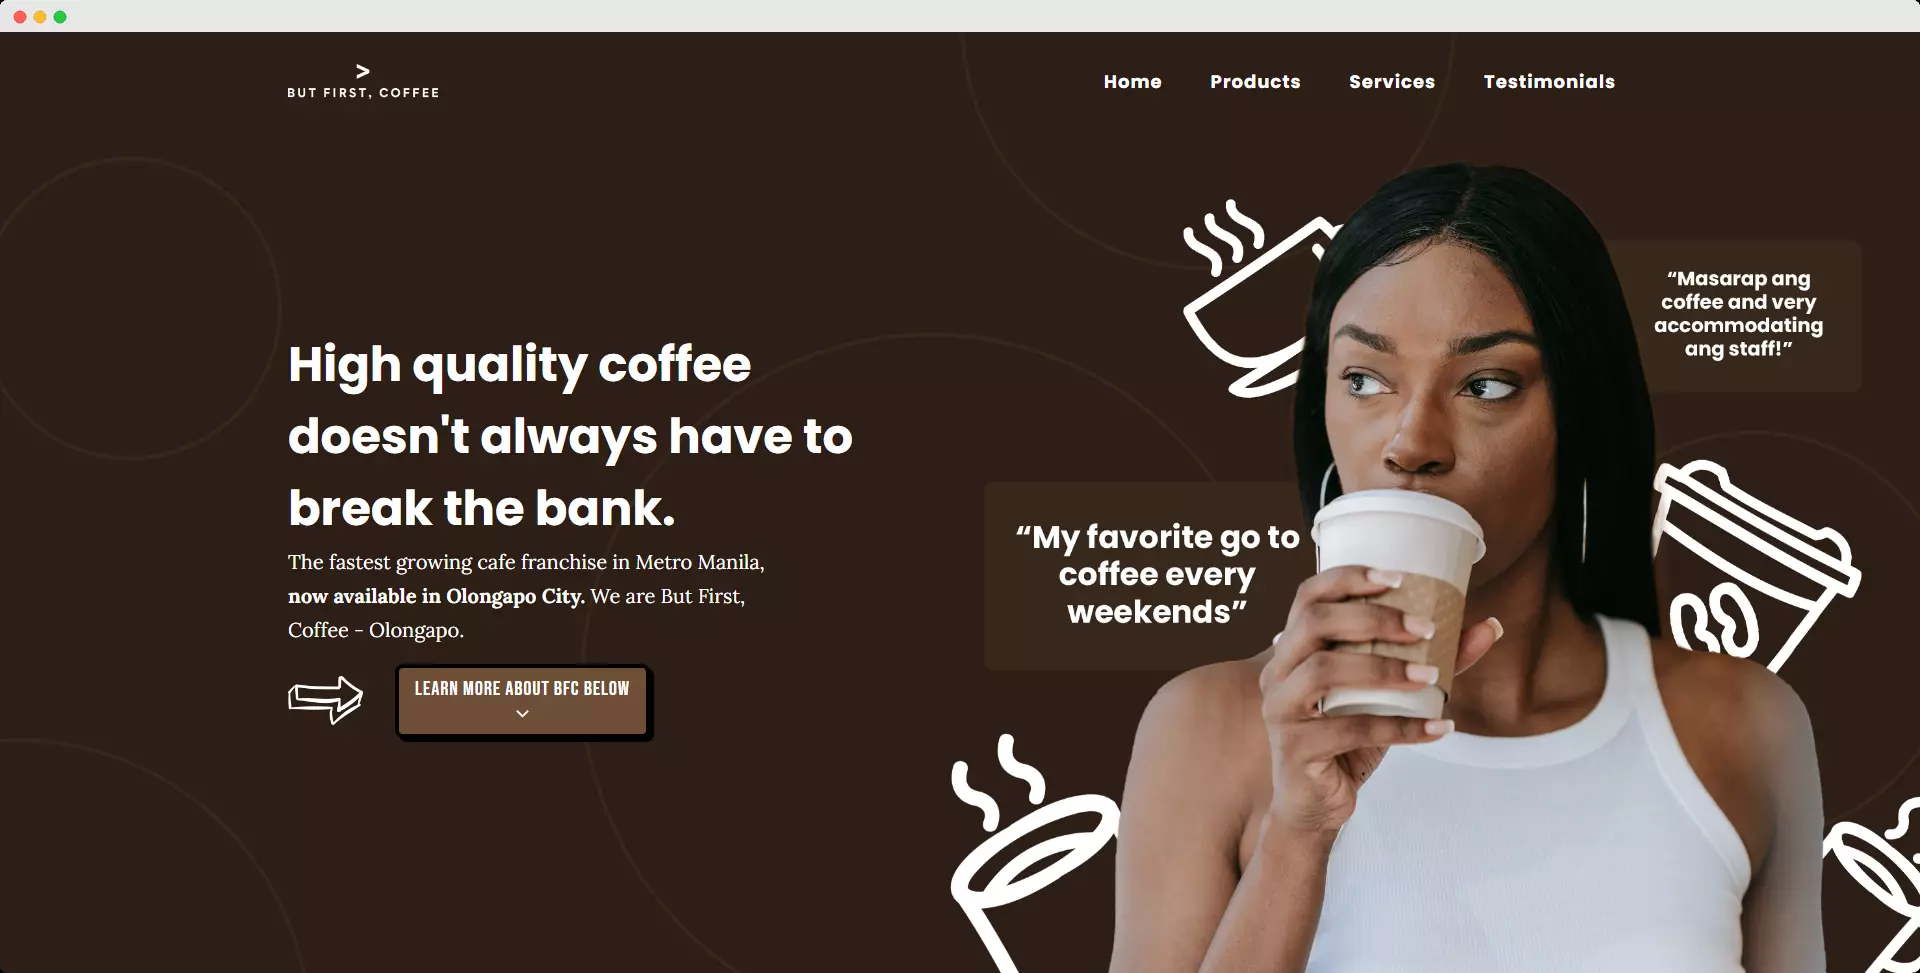 >
BUT FIRST, COFFEE
Home Products Services Testimonials
High quality coffee
doesn't always have to
break the bank.
The fastest growing cafe franchise in Metro Manila,
now available in Olongapo City. We are But First,
Coffee - Olongapo.
LEARN MORE ABOUT BFC BELOW
“Masarap ang
coffee and very
accommodating
ang staff!”
“My favorite go to
coffee every
weekends”